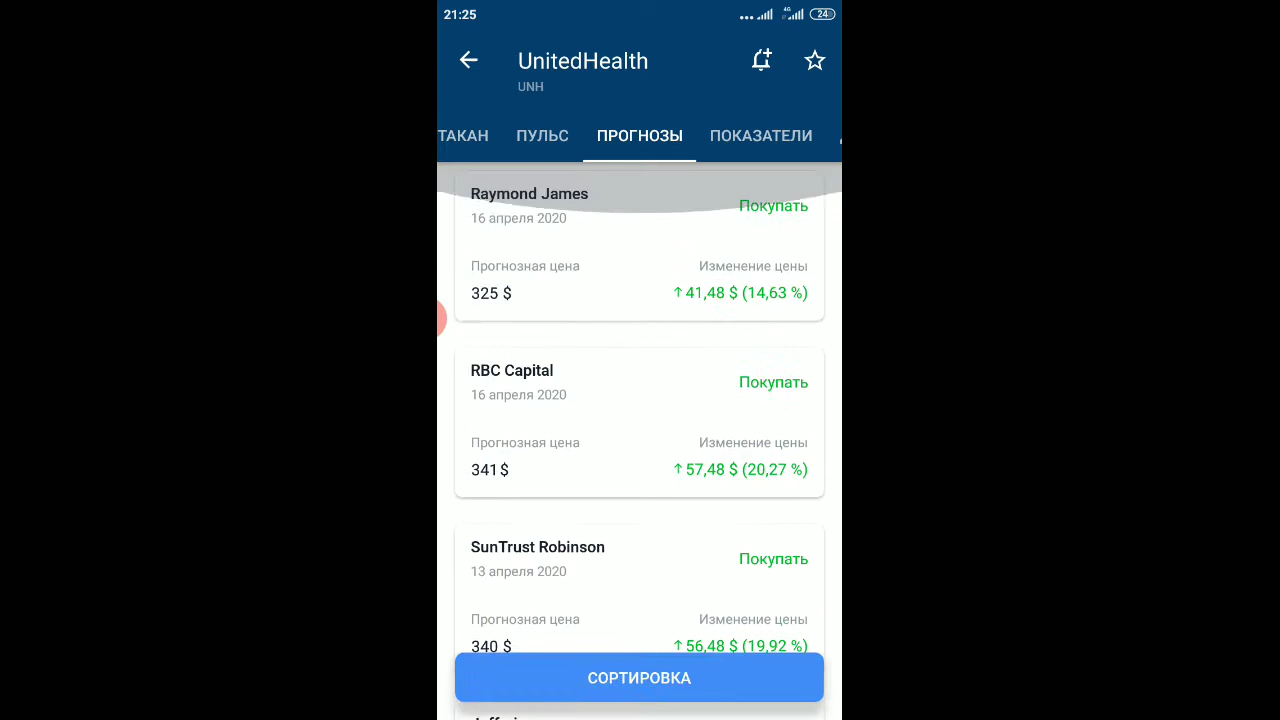 21:25
4G
24
UnitedHealth
UNH
ТАКАН ПУЛЬС ПРОГНОЗЫ ПОКАЗАТЕЛИ
Raymond James
Покупать
16 апреля 2020
Прогнозная цена Изменение цены
325 $ ↑ 41,48 $ (14,63 %)
RBC Capital
Покупать
16 апреля 2020
Прогнозная цена Изменение цены
341 $ ↑ 57,48 $ (20,27 %)
SunTrust Robinson
Покупать
13 апреля 2020
Прогнозная цена Изменение цены
340 $ ↑ 56,48 $ (19,92 %)
СОРТИРОВКА